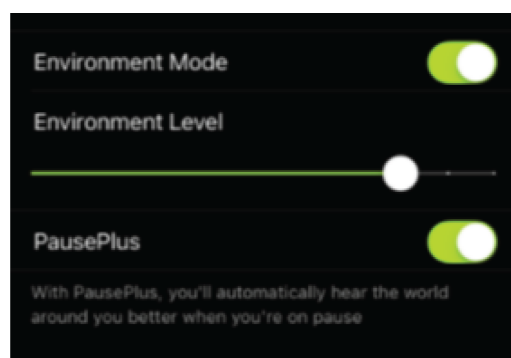 Environment Mode
Environment Level
PausePlus
With PausePlus, you'll automatically hear the world
around you better when you're on pause